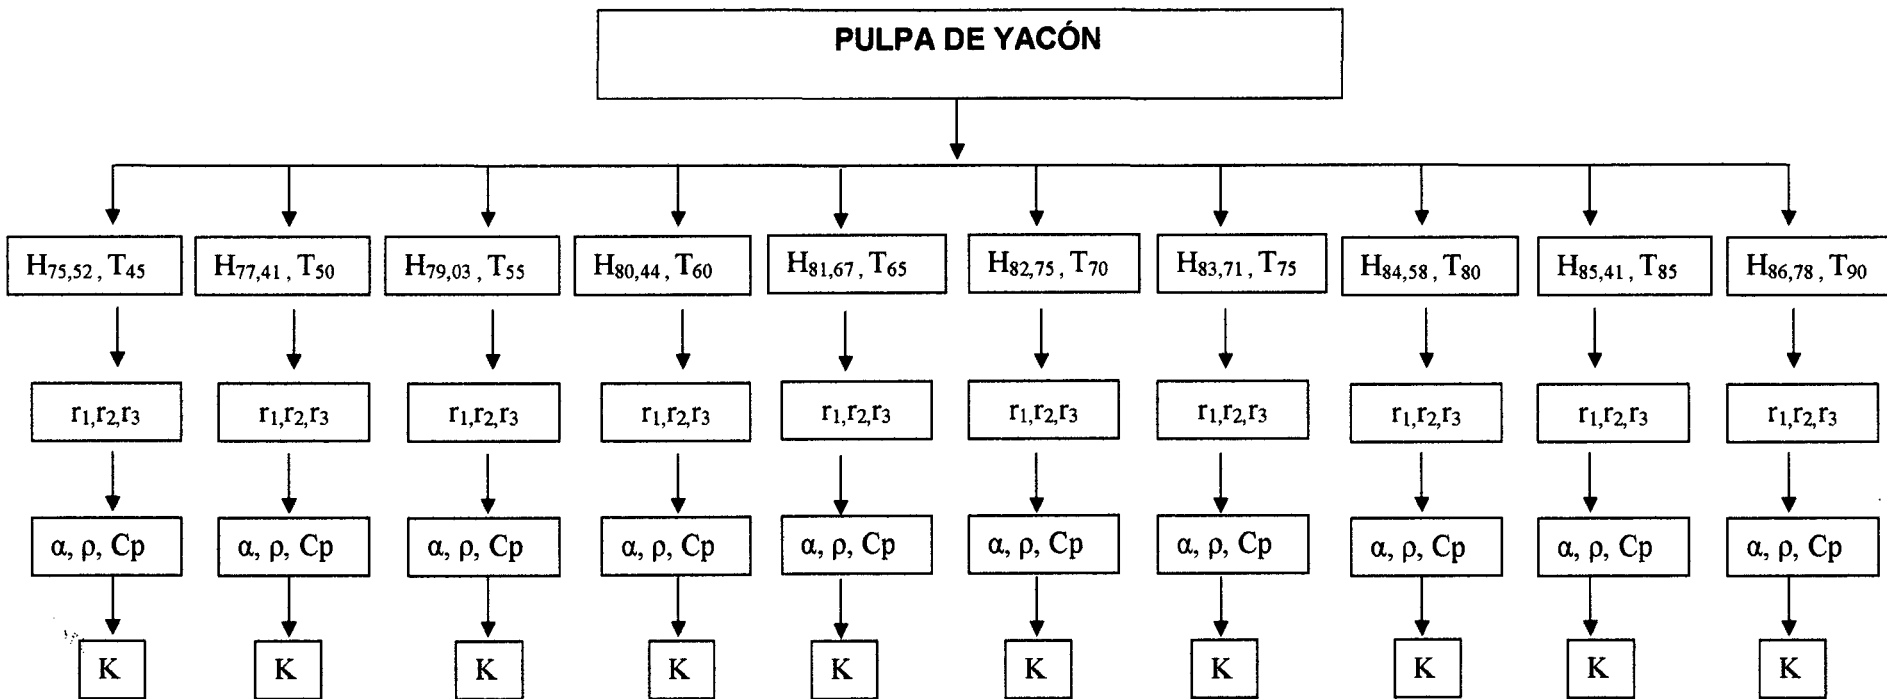 PULPA DE YACÓN
H75,52 , T45 H77,41 , T50 H79,03 , T55 H80,44 , T60 H81,67 , T65 H82,75 , T70 H83,71 , T75 H84,58 , T80 H85,41 , T85 H86,78 , T90
r1,r2,r3 r1,r2,r3 r1,r2,r3 r1,r2,r3 r1,r2,r3 r1,r2,r3 r1,r2,r3 r1,r2,r3 r1,r2,r3 r1,r2,r3
α, ρ, Cp α, ρ, Cp α, ρ, Cp α, ρ, Cp α, ρ, Cp α, ρ, Cp α, ρ, Cp α, ρ, Cp α, ρ, Cp α, ρ, Cp
K K K K K K K K K K